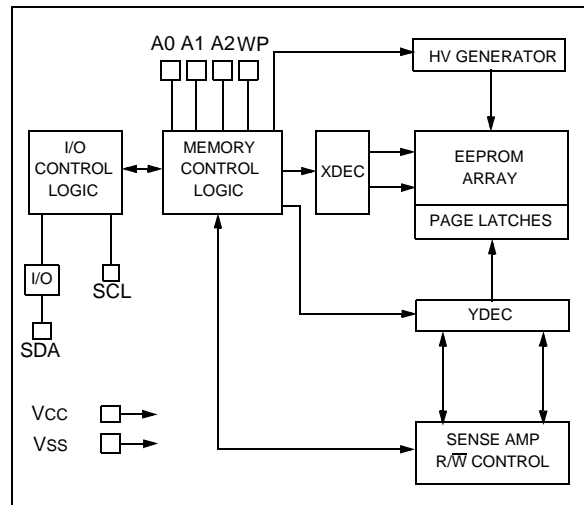 A0 A1 A2 WP
HV GENERATOR
I/O
CONTROL
LOGIC
MEMORY
CONTROL
LOGIC
XDEC
EEPROM
ARRAY
PAGE LATCHES
I/O
SCL
SDA
YDEC
VCC
VSS
SENSE AMP
R/W̅ CONTROL